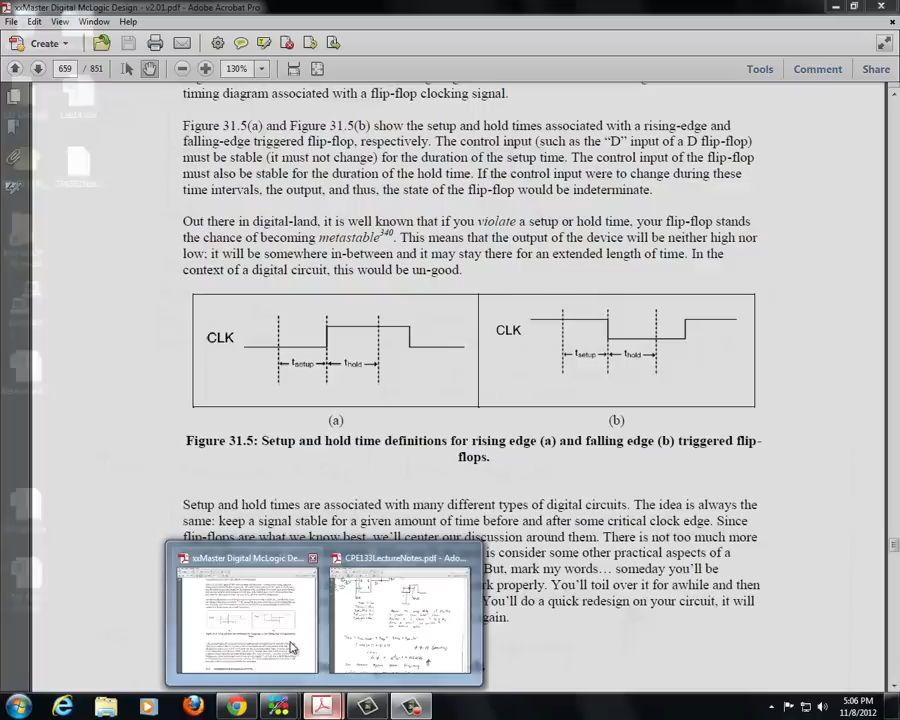 xxMaster Digital McLogic Design - v2.01.pdf - Adobe Acrobat Pro
File Edit View Window Help
Create
659 / 851 130% Tools Comment Share
timing diagram associated with a flip-flop clocking signal.
Figure 31.5(a) and Figure 31.5(b) show the setup and hold times associated with a rising-edge and
falling-edge triggered flip-flop, respectively. The control input (such as the “D” input of a D flip-flop)
must be stable (it must not change) for the duration of the setup time. The control input of the flipflop
must also be stable for the duration of the hold time. If the control input were to change during these
time intervals, the output, and thus, the state of the flip-flop would be indeterminate.
Out there in digital-land, it is well known that if you violate a setup or hold time, your flip-flop stands
the chance of becoming metastable340. This means that the output of the device will be neither high nor
low; it will be somewhere in-between and it may stay there for an extended length of time. In the
context of a digital circuit, this would be un-good.
CLK
tsetup thold
CLK
tsetup thold
(a) (b)
Figure 31.5: Setup and hold time definitions for rising edge (a) and falling edge (b) triggered flip-
flops.
Setup and hold times are associated with many different types of digital circuits. The idea is always the
same: keep a signal stable for a given amount of time before and after some critical clock edge. Since
flip-flops are what we know best, we’ll center our discussion around them. There is not too much more
is consider some other practical aspects of a
But, mark my words… someday you’ll be
k properly. You’ll toil over it for awhile and then
You’ll do a quick redesign on your circuit, it will
gain.
xxMaster Digital McLogic De...
CPE133LectureNotes.pdf - Ado...
5:06 PM
11/8/2012